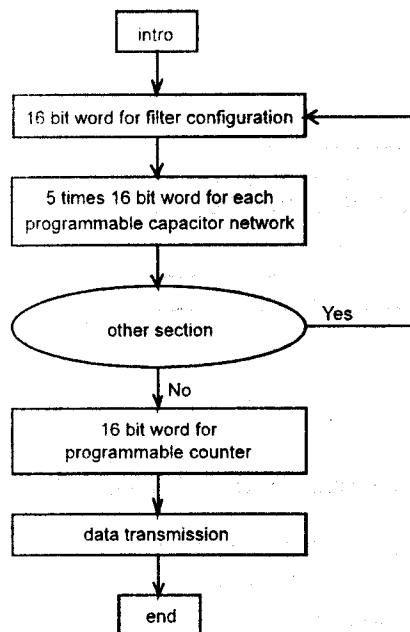 intro
16 bit word for filter configuration
5 times 16 bit word for each
programmable capacitor network
other section
Yes
No
16 bit word for
programmable counter
data transmission
end